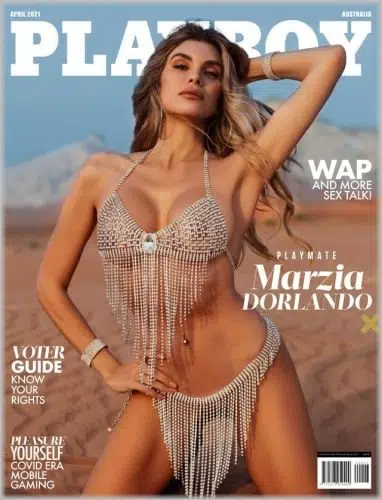 APRIL 2021
AUSTRALIA
PLAYBOY
WAP
AND MORE
SEX TALK!
PLAYMATE
Marzia
DORLANDO
VOTER
GUIDE
KNOW
YOUR
RIGHTS
PLEASURE
YOURSELF
COVID ERA
MOBILE
GAMING